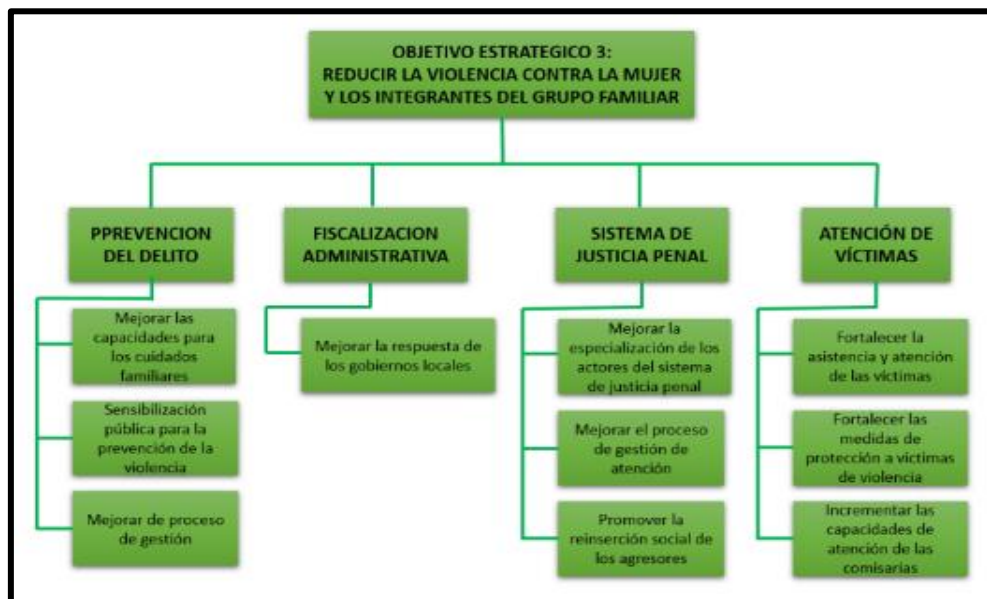 OBJETIVO ESTRATEGICO 3:
REDUCIR LA VIOLENCIA CONTRA LA MUJER
Y LOS INTEGRANTES DEL GRUPO FAMILIAR
PPREVENCION
DEL DELITO
Mejorar las
capacidades para
los cuidados
familiares
Sensibilización
pública para la
prevención de la
violencia
Mejorar de proceso
de gestión
FISCALIZACION
ADMINISTRATIVA
Mejorar la respuesta de
los gobiernos locales
SISTEMA DE
JUSTICIA PENAL
Mejorar la
especialización de los
actores del sistema
de justicia penal
Mejorar el proceso
de gestión de
atención
Promover la
reinserción social de
los agresores
ATENCIÓN DE
VÍCTIMAS
Fortalecer la
asistencia y atención
de las víctimas
Fortalecer las
medidas de
protección a victimas
de violencia
Incrementar las
capacidades de
atención de las
comisarias